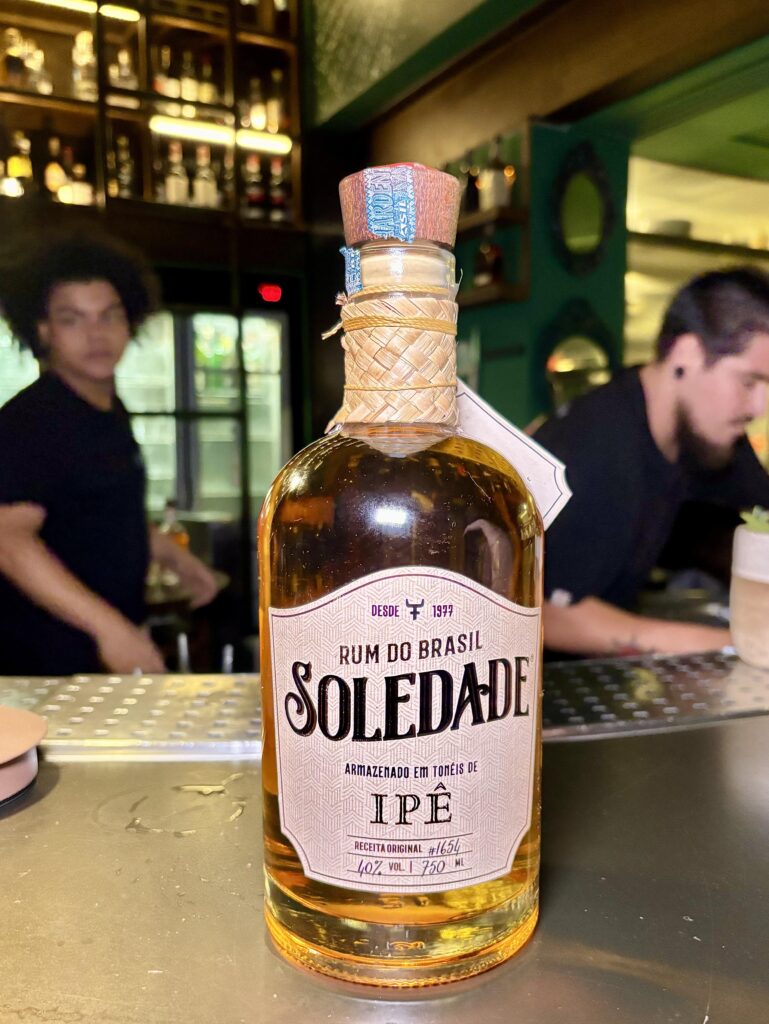 DESDE 1977
RUM DO BRASIL
SOLEDADE
ARMAZENADO EM TONÉIS DE
IPÊ
RECEITA ORIGINAL #1654
40% VOL. | 750 ML